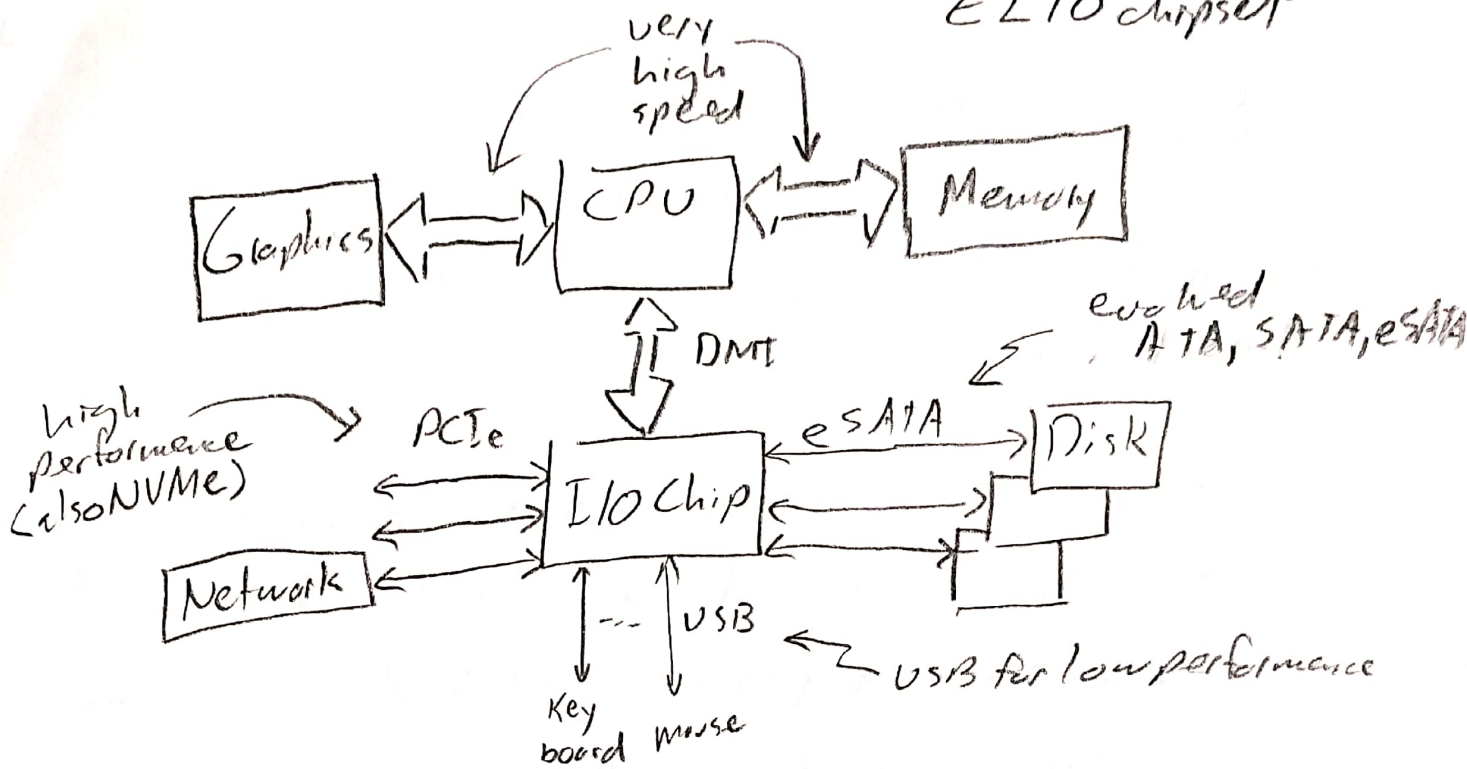 chipset
very
high
speed
Graphics
CPU
Memory
DMI
evolved
ATA, SATA, eSATA
high
performance
(also NVMe)
PCIe
eSATA
Disk
I/O Chip
Network
--- USB
USB for low performance
Key
board
mouse